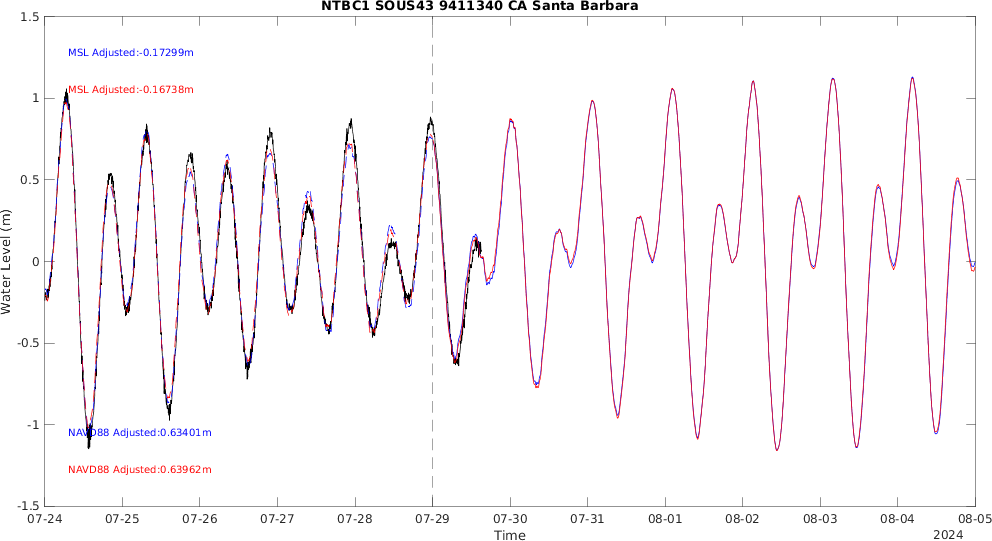 NTBC1 SOUS43 9411340 CA Santa Barbara
1.5
1
0.5
0
-0.5
-1
-1.5
Water Level (m)
MSL Adjusted:-0.17299m
MSL Adjusted:-0.16738m
NAVD88 Adjusted:0.63401m
NAVD88 Adjusted:0.63962m
07-24 07-25 07-26 07-27 07-28 07-29 07-30 07-31 08-01 08-02 08-03 08-04 08-05
Time
2024